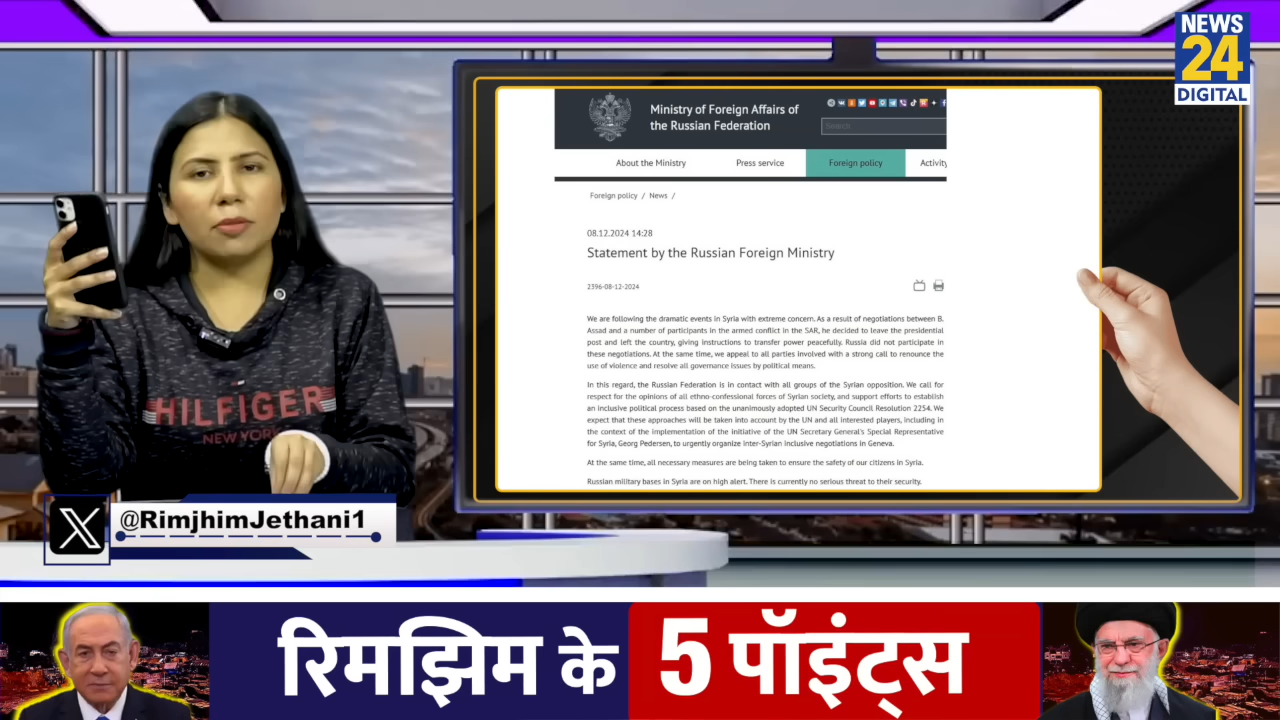 NEWS
24
DIGITAL
Ministry of Foreign Affairs of
the Russian Federation
Search
About the Ministry
Press service
Foreign policy
Activity
Foreign policy / News /
08.12.2024 14:28
Statement by the Russian Foreign Ministry
2396-08-12-2024
We are following the dramatic events in Syria with extreme concern. As a result of negotiations between B.
Assad and a number of participants in the armed conflict in the SAR, he decided to leave the presidential
post and left the country, giving instructions to transfer power peacefully. Russia did not participate in
these negotiations. At the same time, we appeal to all parties involved with a strong call to renounce the
use of violence and resolve all governance issues by political means.
In this regard, the Russian Federation is in contact with all groups of the Syrian opposition. We call for
respect for the opinions of all ethno-confessional forces of Syrian society, and support efforts to establish
an inclusive political process based on the unanimously adopted UN Security Council Resolution 2254. We
expect that these approaches will be taken into account by the UN and all interested players, including in
the context of the implementation of the initiative of the UN Secretary General's Special Representative
for Syria, Georg Pedersen, to urgently organize inter-Syrian inclusive negotiations in Geneva.
At the same time, all necessary measures are being taken to ensure the safety of our citizens in Syria.
Russian military bases in Syria are on high alert. There is currently no serious threat to their security.
HILFIGER
NEW YORK
@RimjhimJethani1
रिमझिम के 5 पॉइंट्स